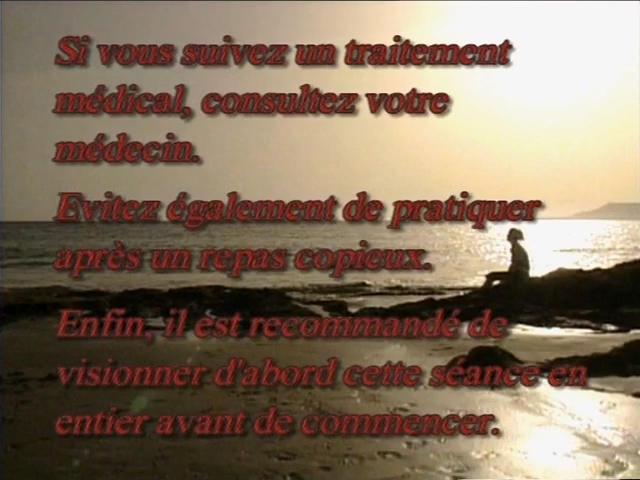 Si vous suivez un traitement
médical, consultez votre
médecin.
Evitez également de pratiquer
après un repas copieux.
Enfin, il est recommandé de
visionner d'abord cette séance en
entier avant de commencer.